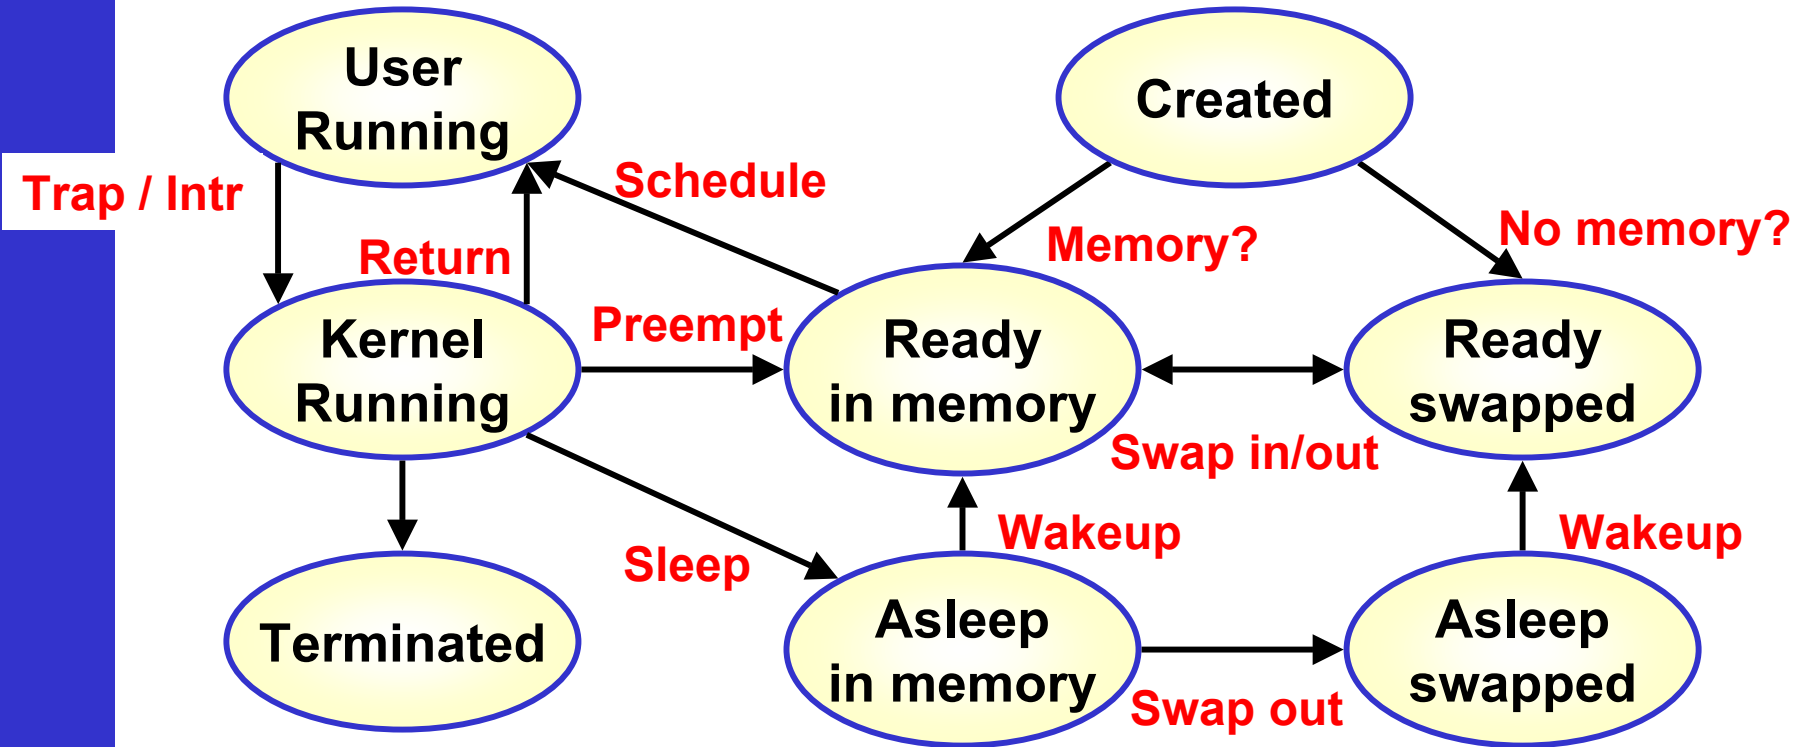 User
Running
Created
Trap / Intr
Schedule
Return
Memory?
No memory?
Kernel
Running
Preempt
Ready
in memory
Ready
swapped
Swap in/out
Sleep
Wakeup
Wakeup
Terminated
Asleep
in memory
Asleep
swapped
Swap out